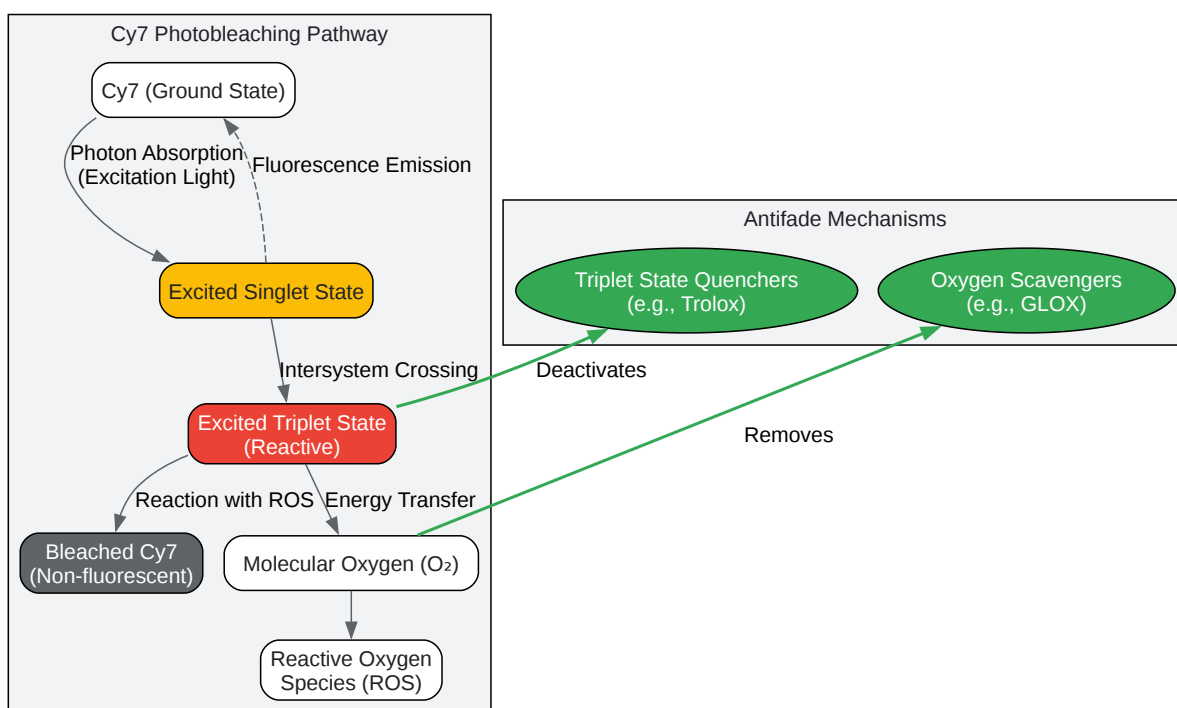 Cy7 Photobleaching Pathway
Cy7 (Ground State)
Photon Absorption
(Excitation Light)
Fluorescence Emission
Excited Singlet State
Intersystem Crossing
Excited Triplet State
(Reactive)
Reaction with ROS
Energy Transfer
Bleached Cy7
(Non-fluorescent)
Molecular Oxygen (O₂)
Reactive Oxygen
Species (ROS)
Antifade Mechanisms
Triplet State Quenchers
(e.g., Trolox)
Oxygen Scavengers
(e.g., GLOX)
Deactivates
Removes